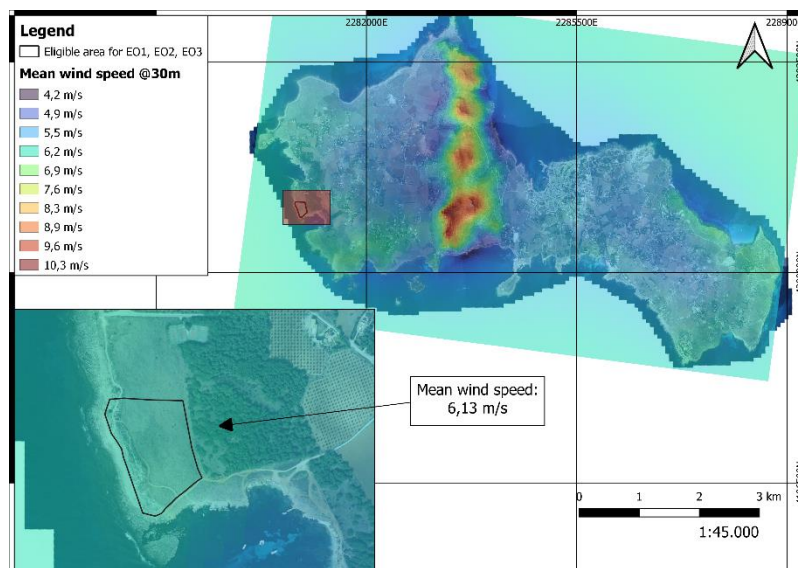 2282000E
2285500E
Legend
Eligible area for EO1, EO2, EO3
Mean wind speed @30m
4,2 m/s
4,9 m/s
5,5 m/s
6,2 m/s
6,9 m/s
7,6 m/s
8,3 m/s
8,9 m/s
9,6 m/s
10,3 m/s
Mean wind speed:
6,13 m/s
0 1 2 3 km
1:45.000